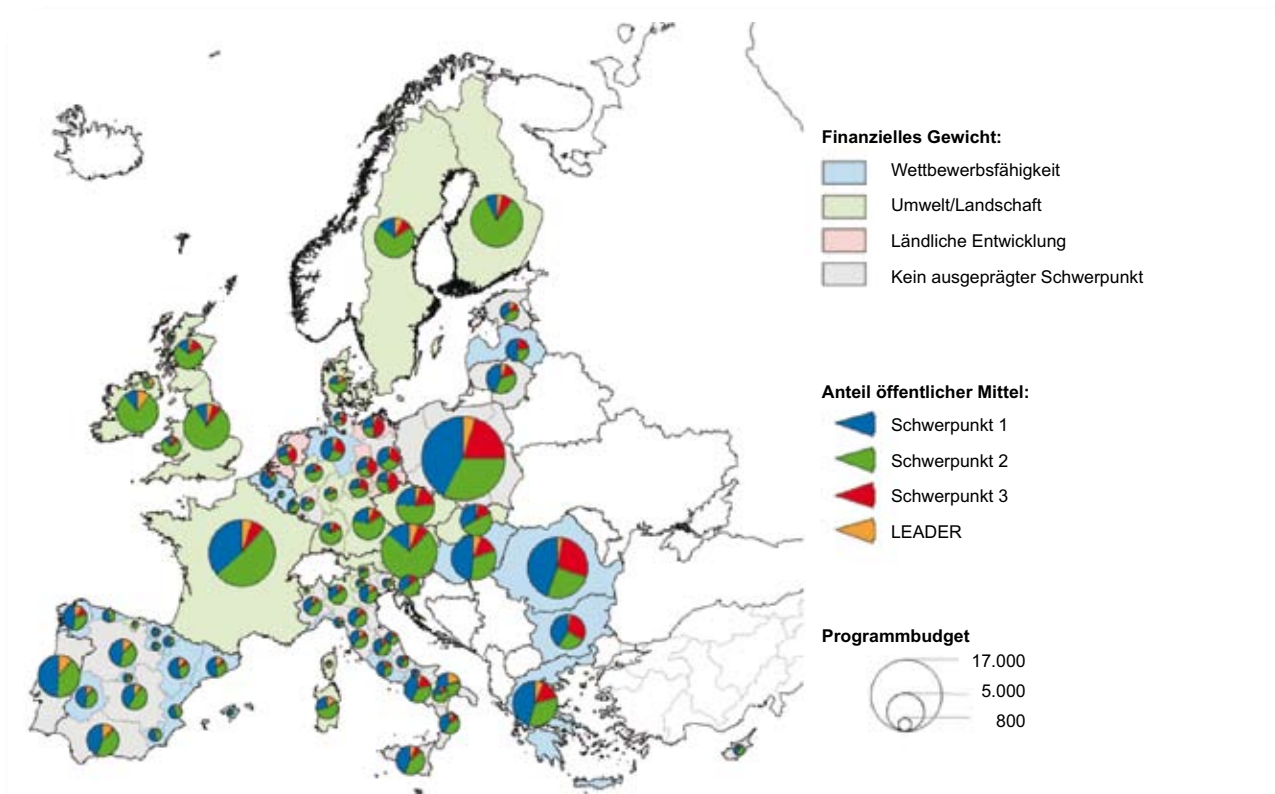 Finanzielles Gewicht:
Wettbewerbsfähigkeit
Umwelt/Landschaft
Ländliche Entwicklung
Kein ausgeprägter Schwerpunkt
Anteil öffentlicher Mittel:
Schwerpunkt 1
Schwerpunkt 2
Schwerpunkt 3
LEADER
Programmbudget
17.000
5.000
800